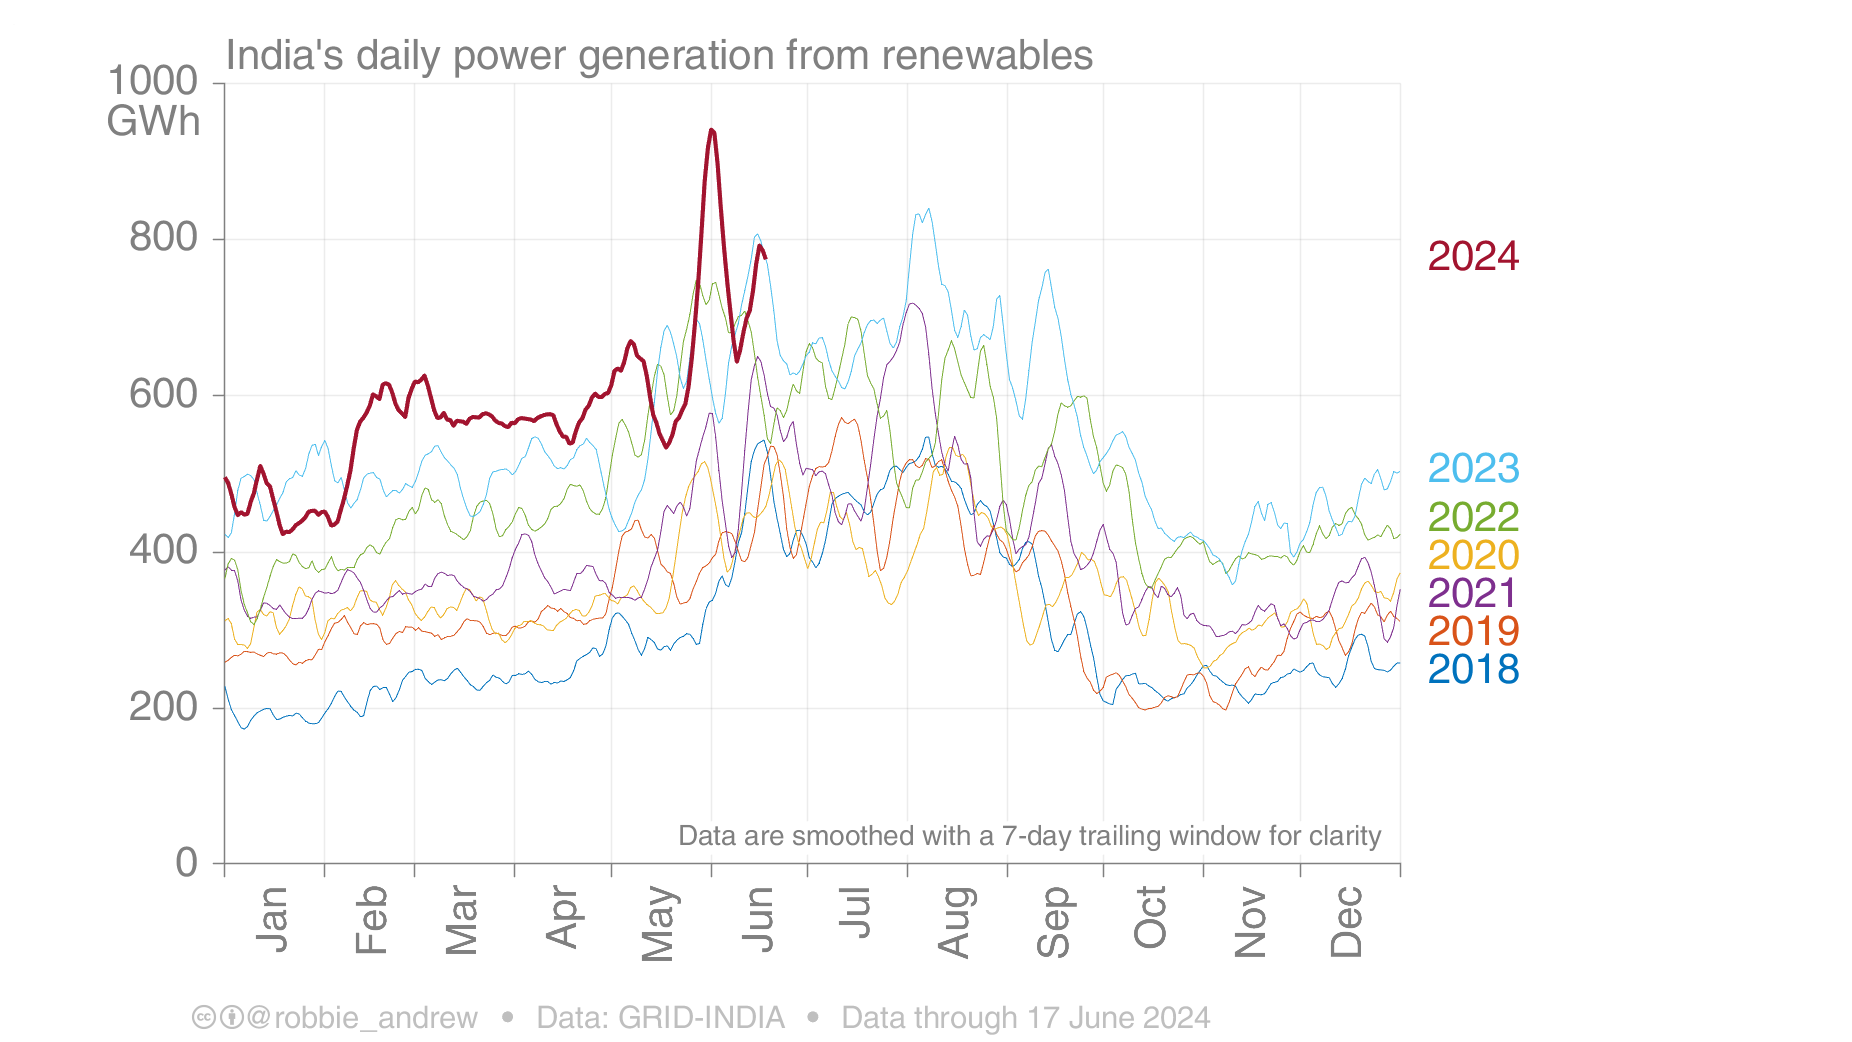 India's daily power generation from renewables
1000
GWh
800
600
400
200
0
2024
2023
2022
2020
2021
2019
2018
Data are smoothed with a 7-day trailing window for clarity
Jan
Feb
Mar
Apr
May
Jun
Jul
Aug
Sep
Oct
Nov
Dec
cc @robbie_andrew • Data: GRID-INDIA • Data through 17 June 2024